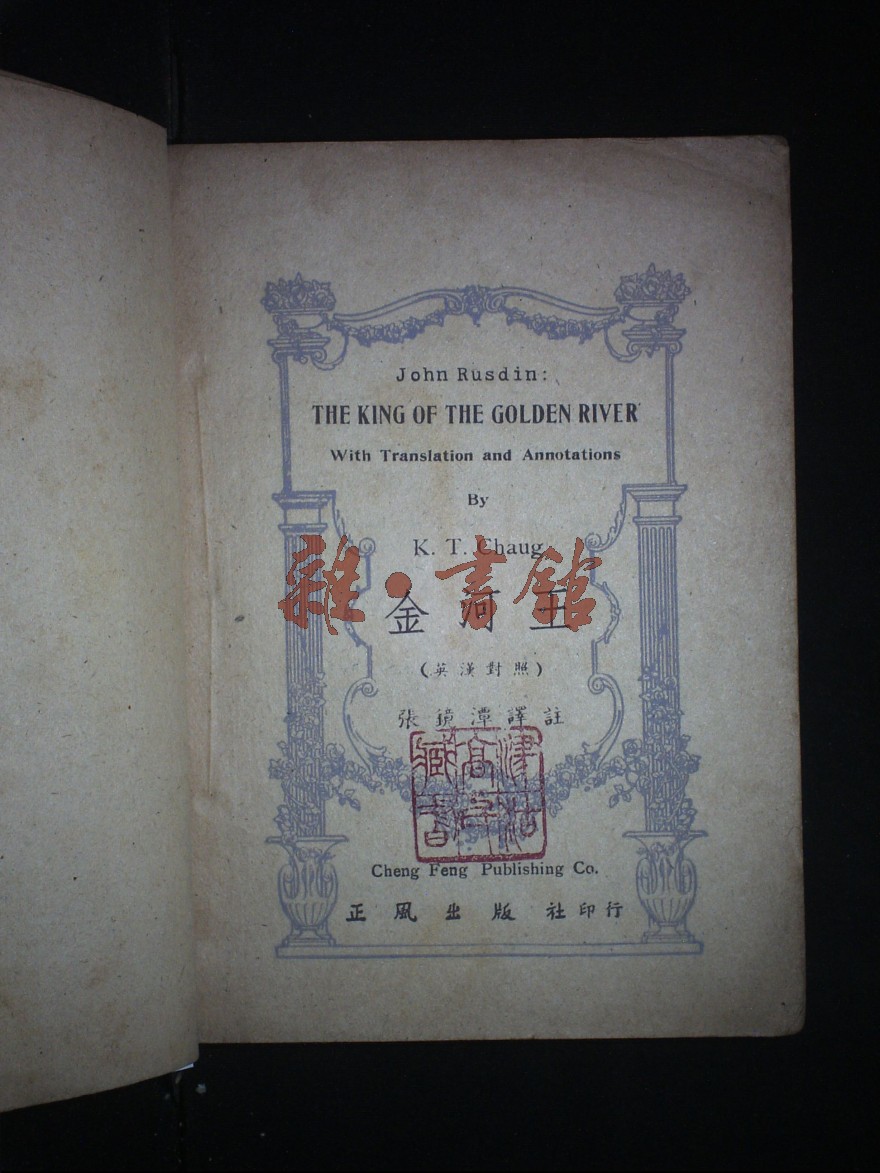 John Rusdin:
THE KING OF THE GOLDEN RIVER
With Translation and Annotations
By
K. T. Chaug
雜·書館
金河王
(英漢對照)
張鏡潭譯註
Cheng Feng Publishing Co.
正風出版社印行